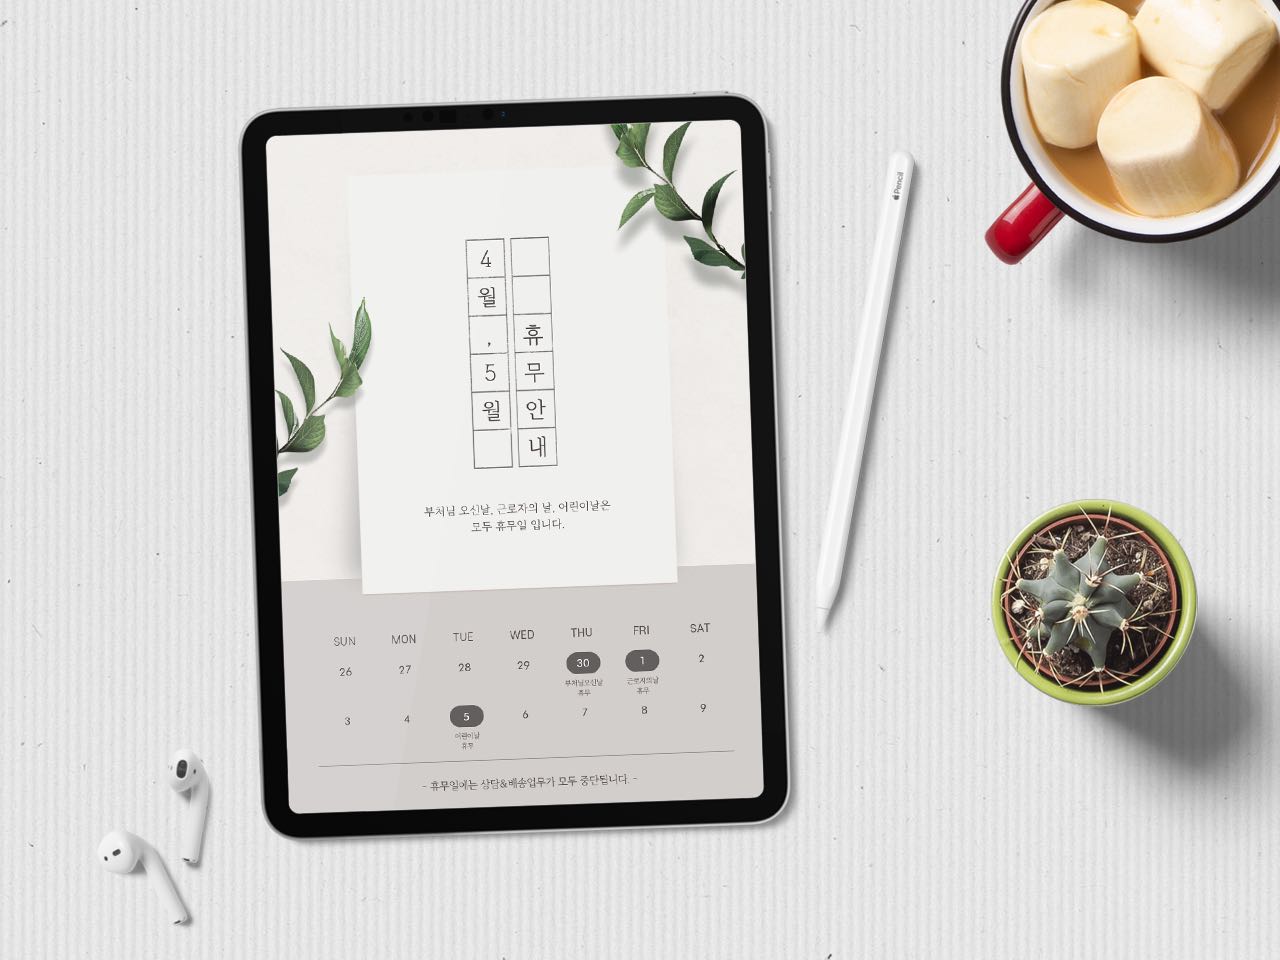 4월,5월
휴무안내
부처님 오신날, 근로자의 날, 어린이날은
모두 휴무일 입니다.
SUN MON TUE WED THU FRI SAT
26 27 28 29 30 1 2
부처님오신날 근로자의날
휴무 휴무
3 4 5 6 7 8 9
어린이날
휴무
- 휴무일에는 상담&배송업무가 모두 중단됩니다. -
Pencil